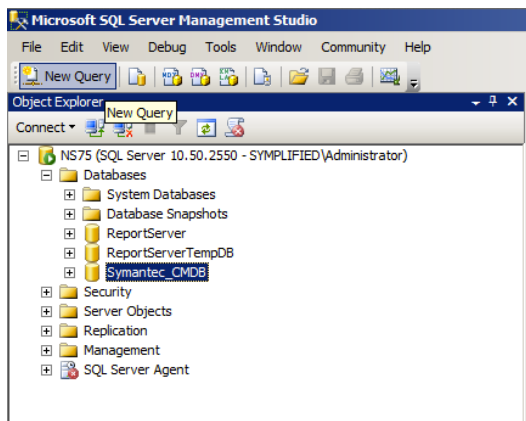 Microsoft SQL Server Management Studio
File Edit View Debug Tools Window Community Help
New Query
Object Explorer
New Query
Connect
NS75 (SQL Server 10.50.2550 - SYMPLIFIED\Administrator)
Databases
System Databases
Database Snapshots
ReportServer
ReportServerTempDB
Symantec_CMDB
Security
Server Objects
Replication
Management
SQL Server Agent